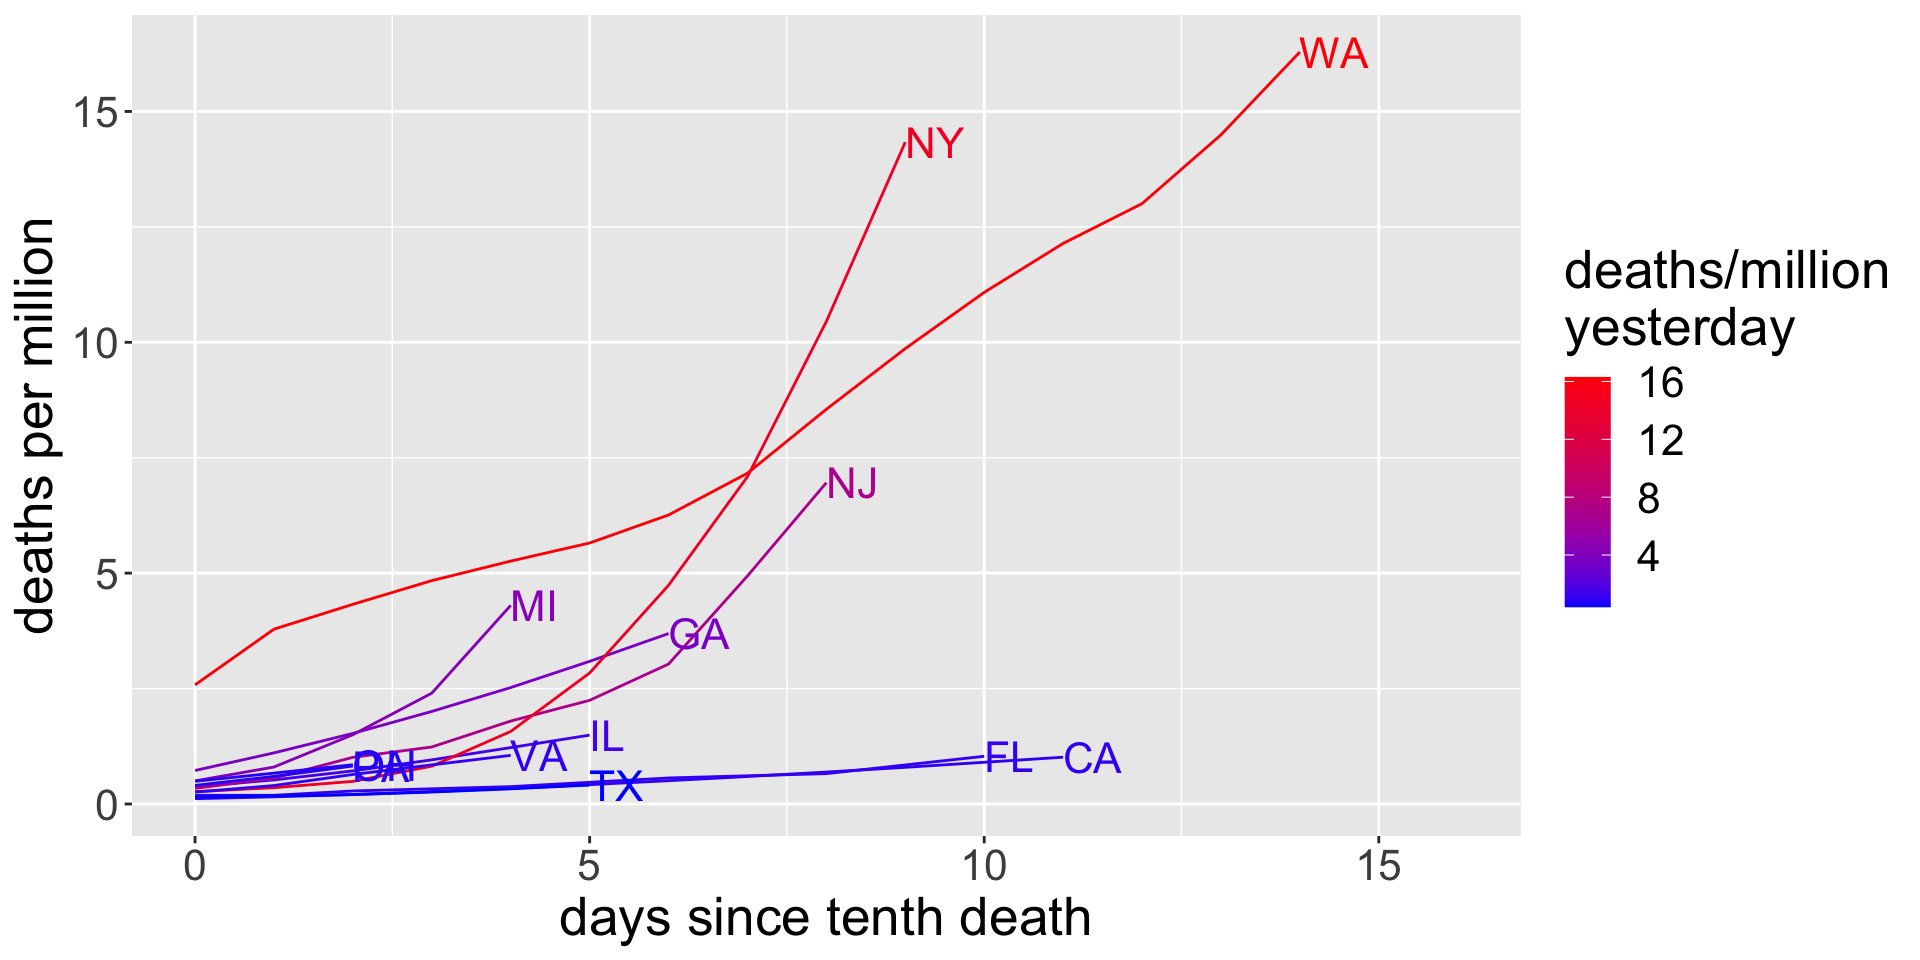 WA
NY
NJ
MI
GA
IL
VA
FL
CA
TX
15
10
5
0
0
5
10
15
deaths per million
days since tenth death
deaths/million
yesterday
16
12
8
4